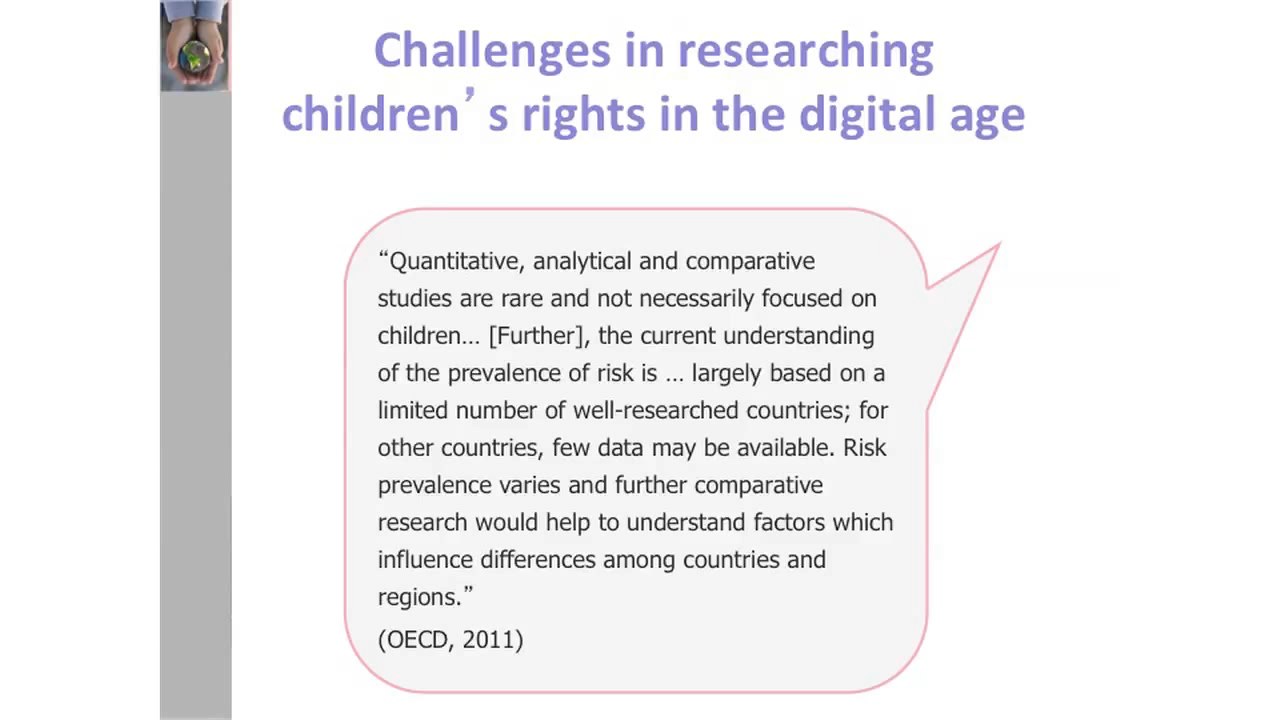 Challenges in researching
children’s rights in the digital age
“Quantitative, analytical and comparative
studies are rare and not necessarily focused on
children… [Further], the current understanding
of the prevalence of risk is … largely based on a
limited number of well-researched countries; for
other countries, few data may be available. Risk
prevalence varies and further comparative
research would help to understand factors which
influence differences among countries and
regions.”
(OECD, 2011)